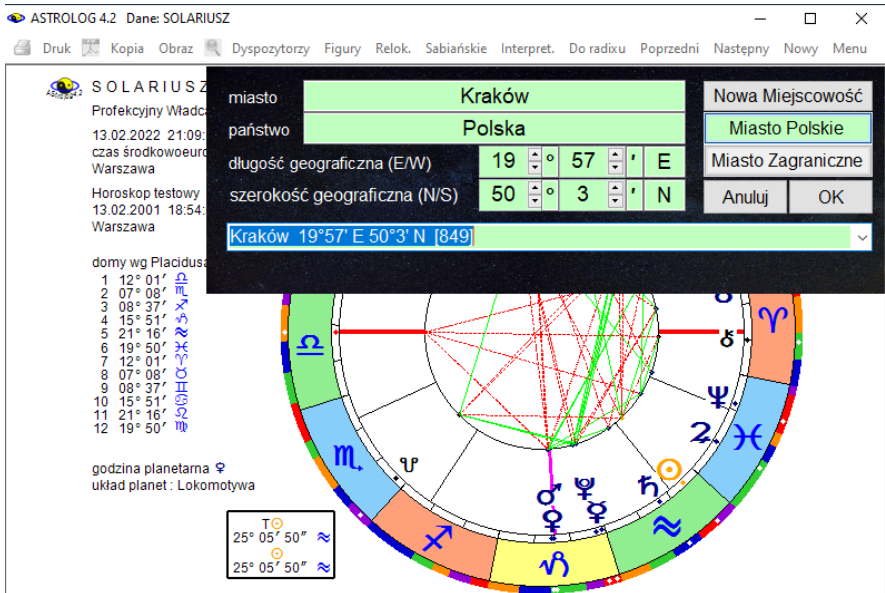 ASTROLOG 4.2 Dane: SOLARIUSZ
Druk Kopia Obraz Dyspozytorzy Figury Relok. Sabiańskie Interpret. Do radixu Poprzedni Następny Nowy Menu
Astrolog4.2
SOLARIUSZ
Profekcyjny Władca
13.02.2022 21:09:
czas środkowoeuro
Warszawa
Horoskop testowy
13.02.2001 18:54:
Warszawa
miasto Kraków
państwo Polska
długość geograficzna (E/W) 19 ° 57 ' E
szerokość geograficzna (N/S) 50 ° 3 ' N
Nowa Miejscowość
Miasto Polskie
Miasto Zagraniczne
Anuluj OK
Kraków 19°57' E 50°3' N [849]
domy wg Placidusa
1 12° 01′ ♎
2 07° 08′ ♏
3 08° 37′ ♐
4 15° 51′ ♑
5 21° 16′ ♒
6 19° 50′ ♓
7 12° 01′ ♈
8 07° 08′ ♉
9 08° 37′ ♊
10 15° 51′ ♋
11 21° 16′ ♌
12 19° 50′ ♍
godzina planetarna ♀
układ planet : Lokomotywa
T☉
25° 05′ 50″ ♒
☉
25° 05′ 50″ ♒